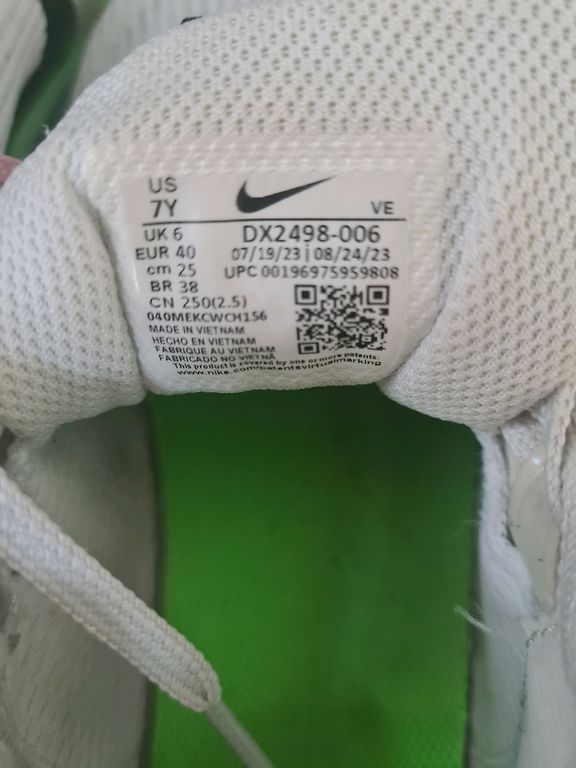 US
7Y
VE
UK 6
DX2498-006
EUR 40
07/19/23 | 08/24/23
cm 25
UPC 00196975959808
BR 38
CN 250(2.5)
040MEKCWCH1S6
MADE IN VIETNAM
HECHO EN VIETNAM
FABRIQUE AU VIETNAM
FABRICADO NO VIETNÃ
This product is covered by one or more patents:
www.nike.com/patentsvirtualmarking